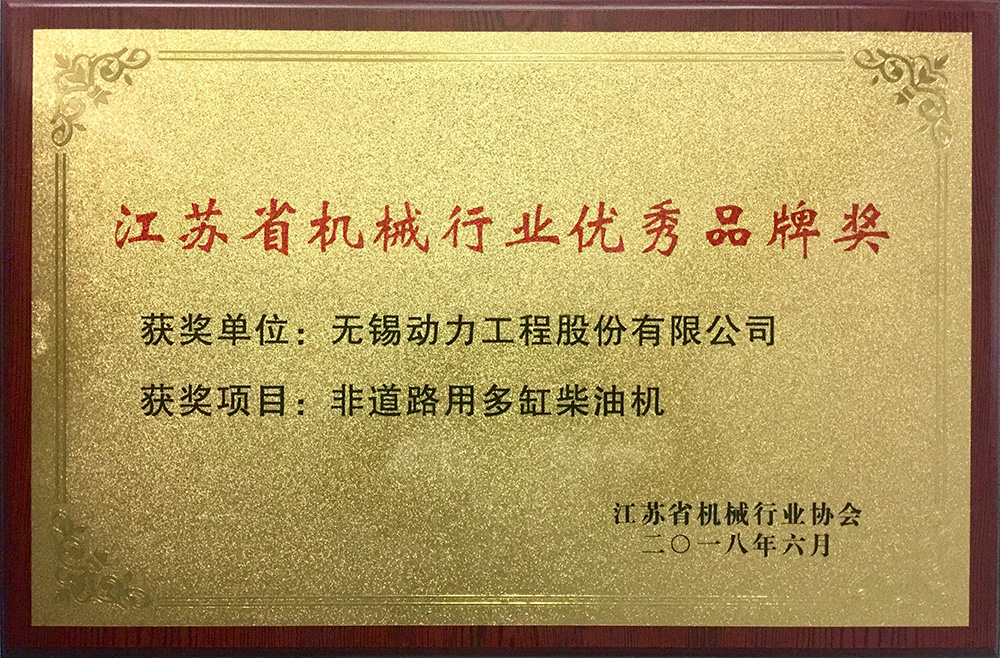 江苏省机械行业优秀品牌奖
获奖单位：无锡动力工程股份有限公司
获奖项目：非道路用多缸柴油机
江苏省机械行业协会
二〇一八年六月